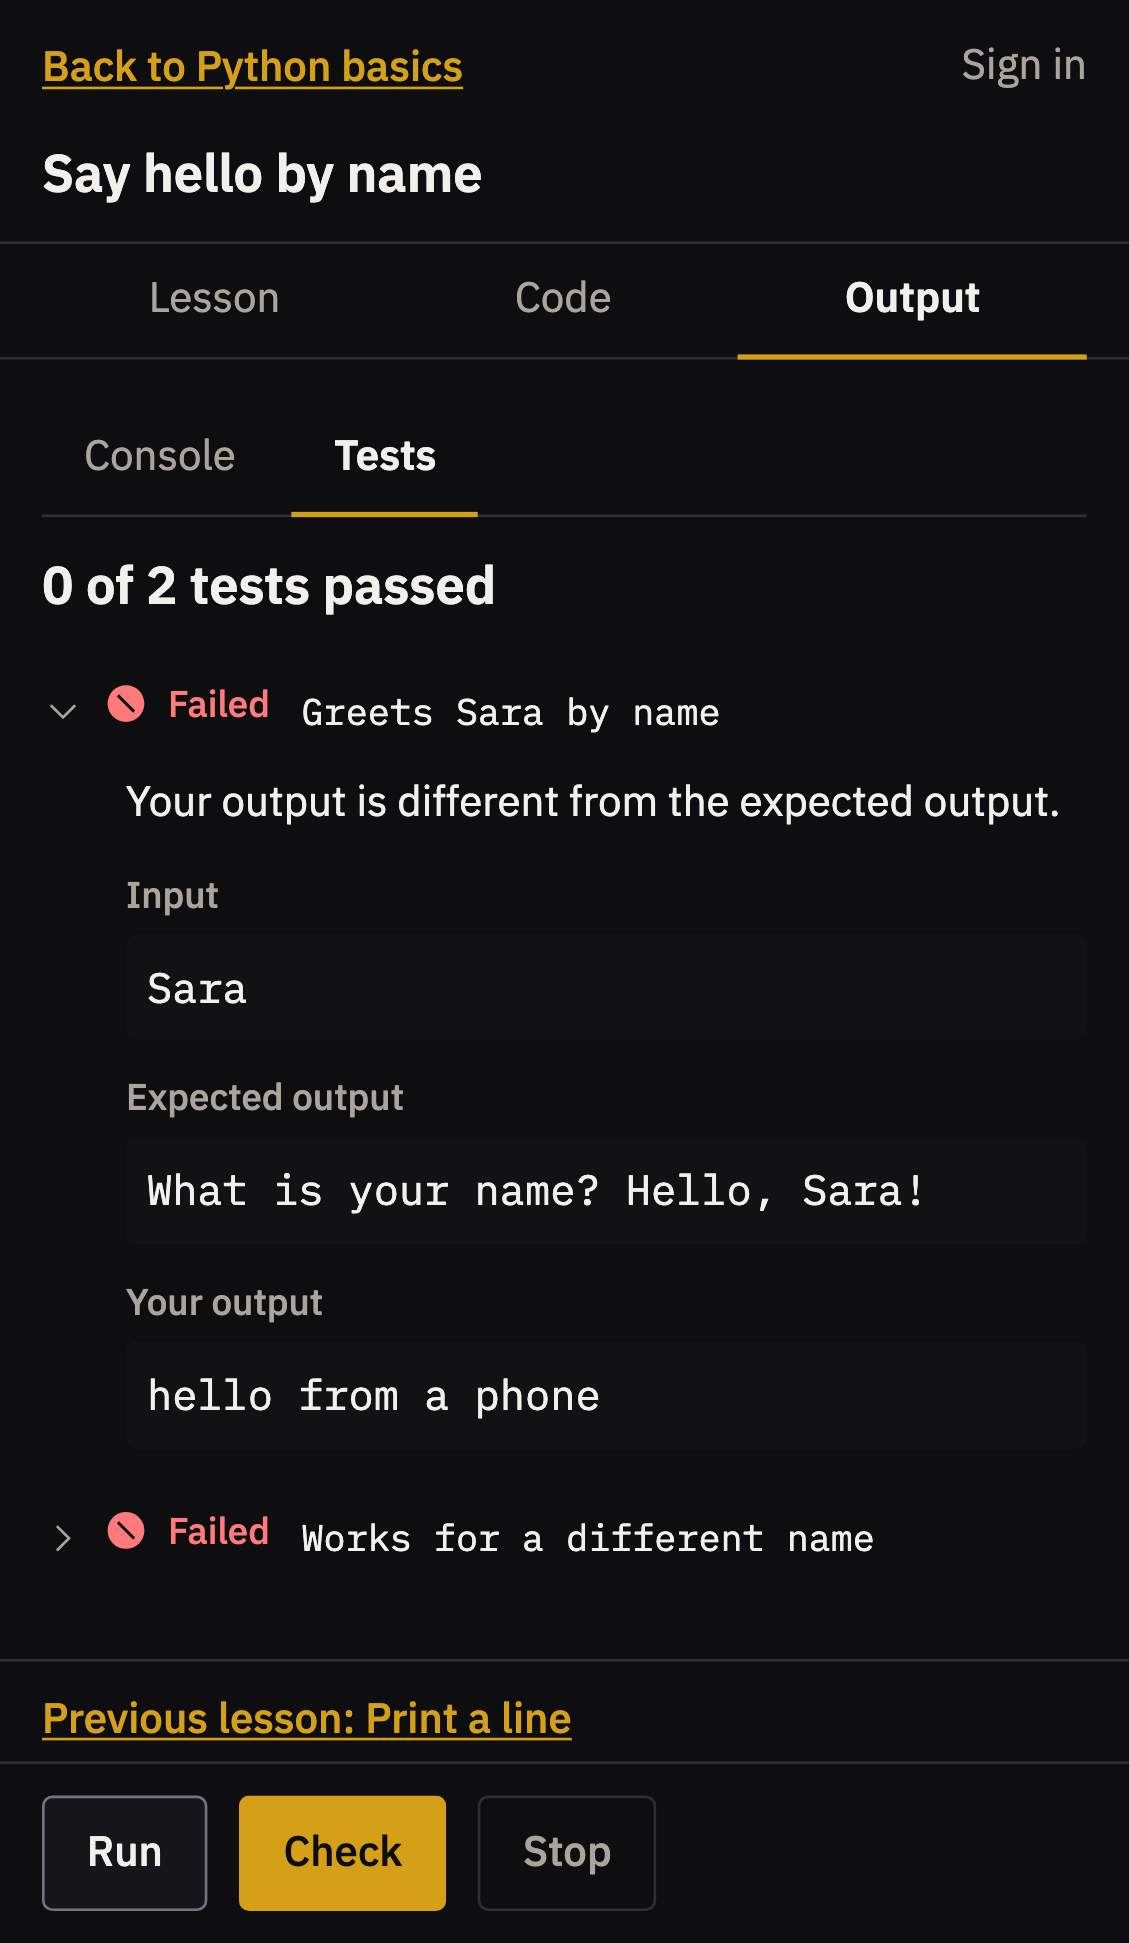 Back to Python basics
Sign in
Say hello by name
Lesson
Code
Output
Console
Tests
0 of 2 tests passed
Failed Greets Sara by name
Your output is different from the expected output.
Input
Sara
Expected output
What is your name? Hello, Sara!
Your output
hello from a phone
Failed Works for a different name
Previous lesson: Print a line
Run
Check
Stop